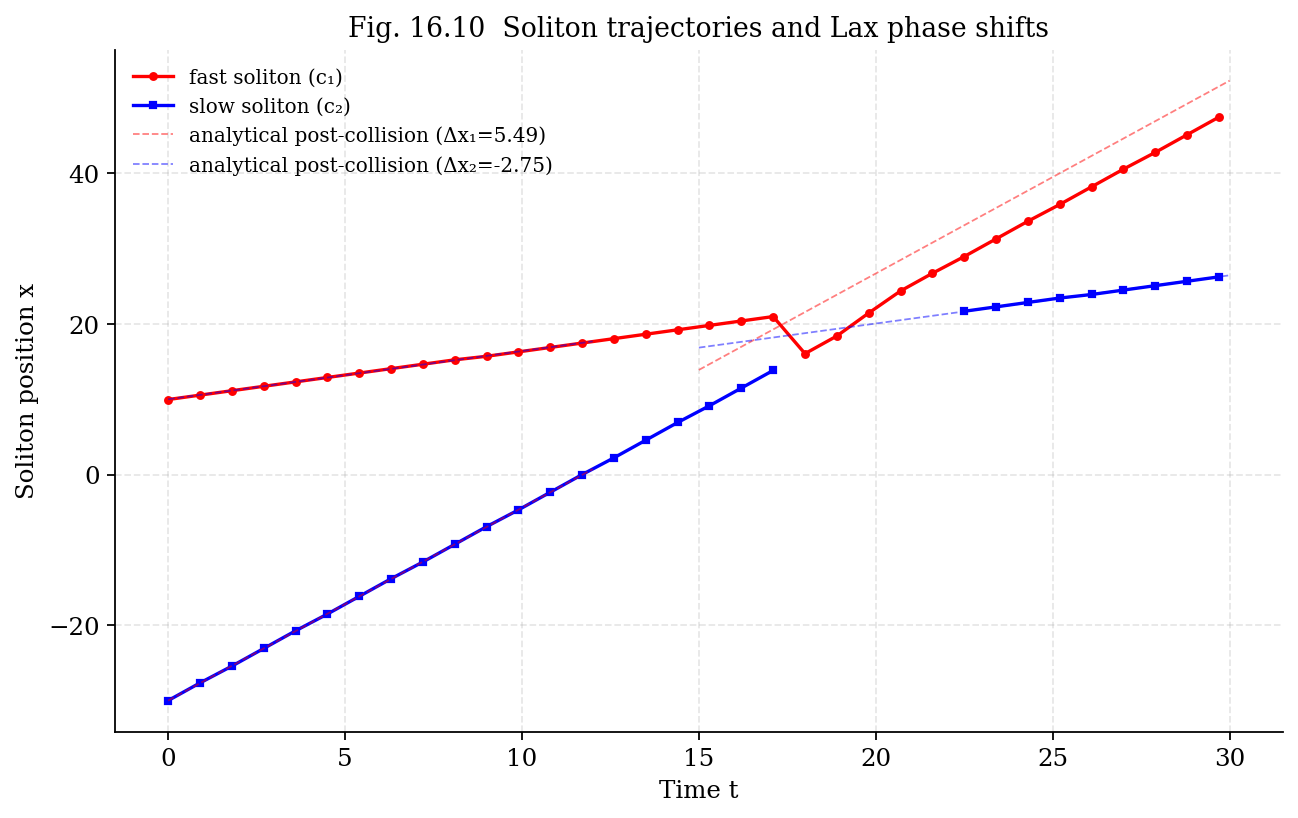 Fig. 16.10  Soliton trajectories and Lax phase shifts
fast soliton (c₁)
slow soliton (c₂)
analytical post-collision (Δx₁=5.49)
analytical post-collision (Δx₂=-2.75)
Soliton position x
40
20
0
−20
0 5 10 15 20 25 30
Time t